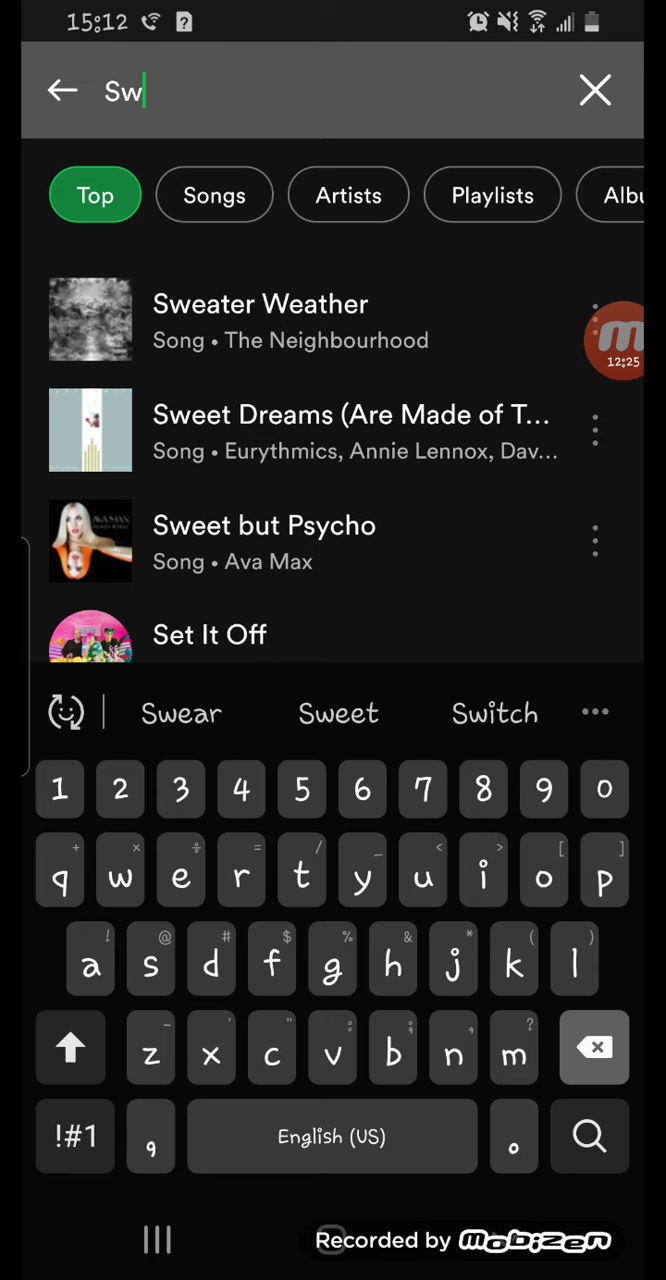 15:12
Sw
Top Songs Artists Playlists Albu
Sweater Weather
Song • The Neighbourhood
12:25
Sweet Dreams (Are Made of T...
Song • Eurythmics, Annie Lennox, Dav...
AVA MAX
Sweet but Psycho
Song • Ava Max
Set It Off
Swear Sweet Switch
1 2 3 4 5 6 7 8 9 0
+ × ÷ = / _ < > [ ]
q w e r t y u i o p
! @ # $ % & * ( )
a s d f g h j k l
- ' " : ; , ?
z x c v b n m
!#1 , English (US) .
Recorded by mobizen